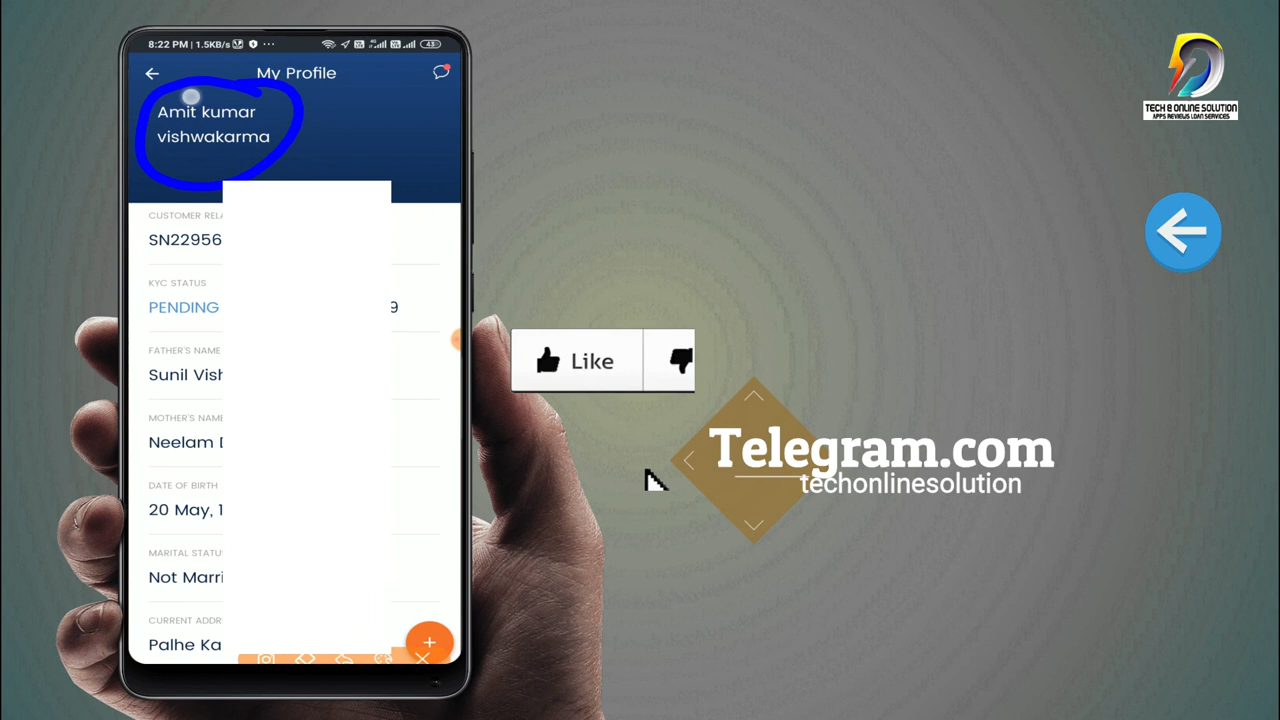 8:22 PM | 1.5KB/s
My Profile
Amit kumar
vishwakarma
CUSTOMER RELA
SN22956
KYC STATUS
PENDING 9
FATHER'S NAME
Sunil Vish
MOTHER'S NAME
Neelam D
DATE OF BIRTH
20 May, 1
MARITAL STATU
Not Marri
CURRENT ADDR
Palhe Ka
Like
Telegram.com
techonlinesolution
TECH & ONLINE SOLUTION
APPS REVIEWS LOAN SERVICES